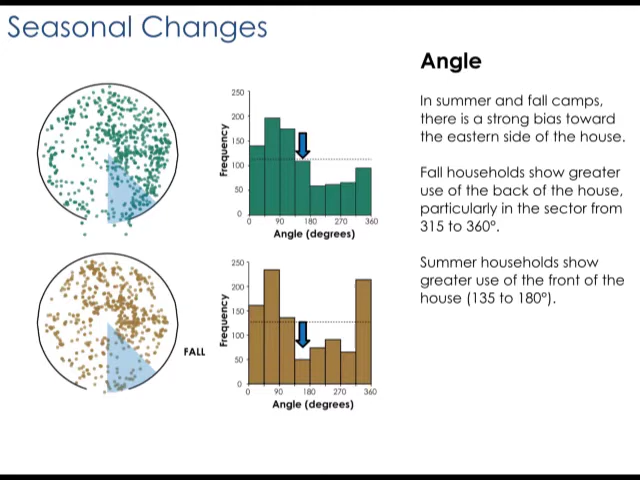 Seasonal Changes
Angle
In summer and fall camps,
there is a strong bias toward
the eastern side of the house.
Fall households show greater
use of the back of the house,
particularly in the sector from
315 to 360°.
Summer households show
greater use of the front of the
house (135 to 180°).
250
200
150
100
50
0
Frequency
0 90 180 270 360
Angle (degrees)
FALL
250
200
150
100
50
0
Frequency
0 90 180 270 360
Angle (degrees)